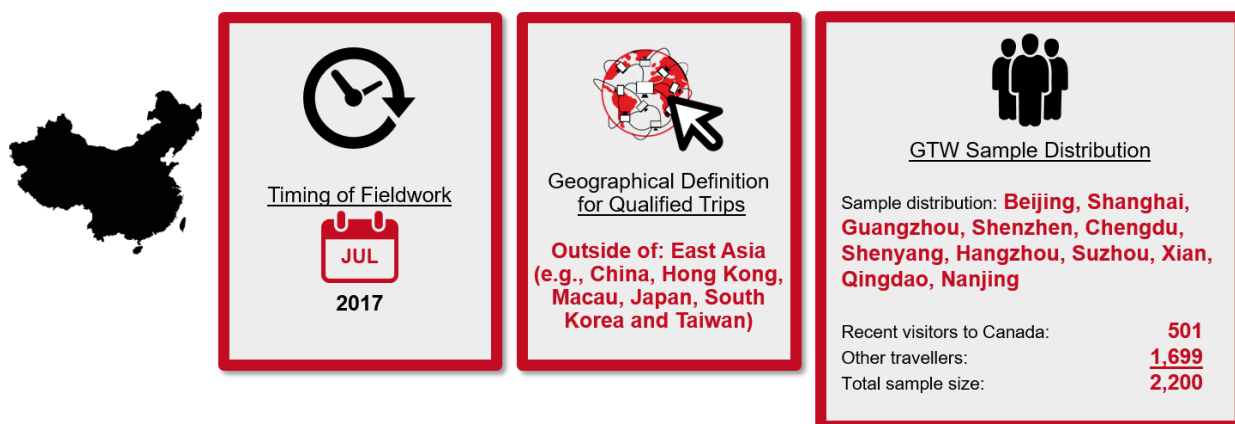 Timing of Fieldwork
JUL
2017
Geographical Definition
for Qualified Trips
Outside of: East Asia
(e.g., China, Hong Kong,
Macau, Japan, South
Korea and Taiwan)
GTW Sample Distribution
Sample distribution: Beijing, Shanghai,
Guangzhou, Shenzhen, Chengdu,
Shenyang, Hangzhou, Suzhou, Xian,
Qingdao, Nanjing
Recent visitors to Canada: 501
Other travellers: 1,699
Total sample size: 2,200